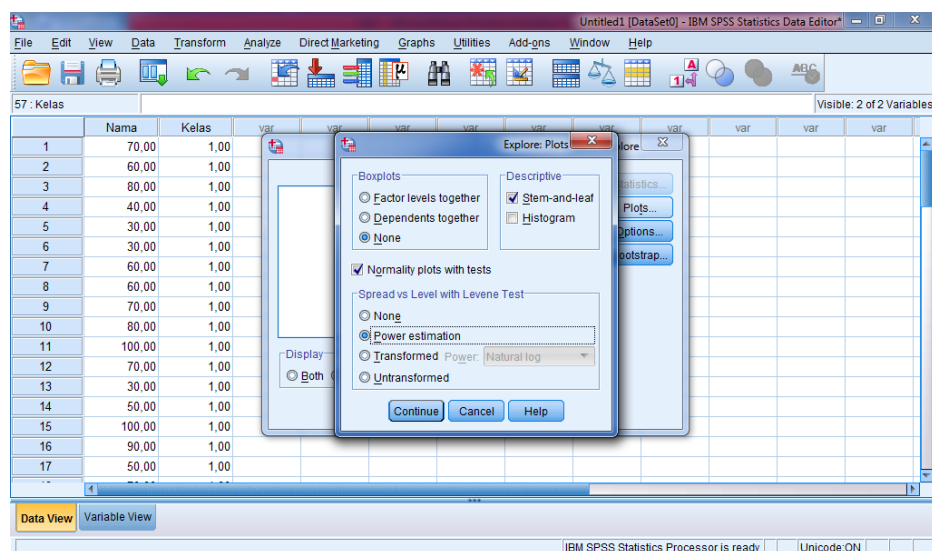 Untitled1 [DataSet0] - IBM SPSS Statistics Data Editor*
File Edit View Data Transform Analyze Direct Marketing Graphs Utilities Add-ons Window Help
57 : Kelas
Visible: 2 of 2 Variables
Nama Kelas var var var var var var var var var
1 70,00 1,00
2 60,00 1,00
3 80,00 1,00
4 40,00 1,00
5 30,00 1,00
6 30,00 1,00
7 60,00 1,00
8 60,00 1,00
9 70,00 1,00
10 80,00 1,00
11 100,00 1,00
12 70,00 1,00
13 30,00 1,00
14 50,00 1,00
15 100,00 1,00
16 90,00 1,00
17 50,00 1,00
Explore: Plots
Boxplots
Factor levels together
Dependents together
None
Descriptive
Stem-and-leaf
Histogram
Normality plots with tests
Spread vs Level with Levene Test
None
Power estimation
Transformed Power: Natural log
Untransformed
Continue Cancel Help
Plots...
Display
Both
Data View Variable View
IBM SPSS Statistics Processor is ready Unicode:ON